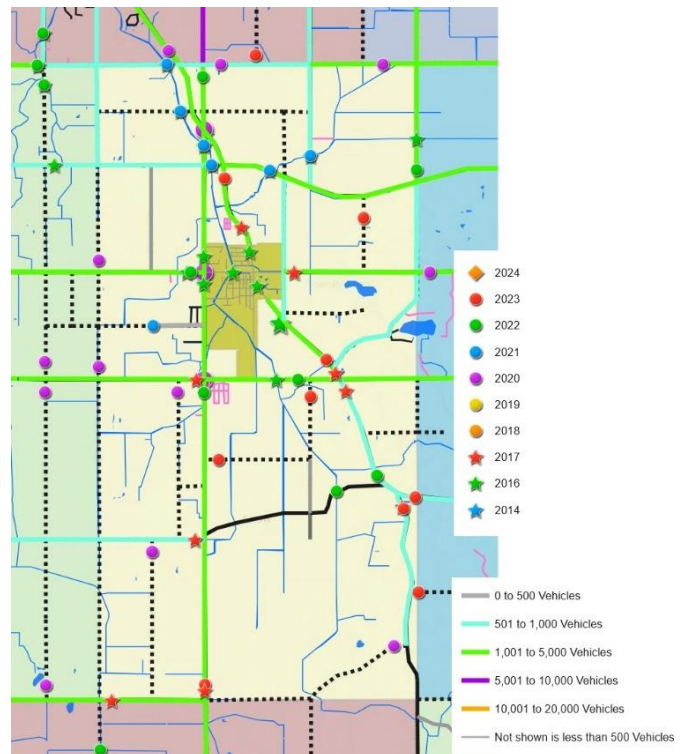 2024
2023
2022
2021
2020
2019
2018
2017
2016
2014
0 to 500 Vehicles
501 to 1,000 Vehicles
1,001 to 5,000 Vehicles
5,001 to 10,000 Vehicles
10,001 to 20,000 Vehicles
Not shown is less than 500 Vehicles